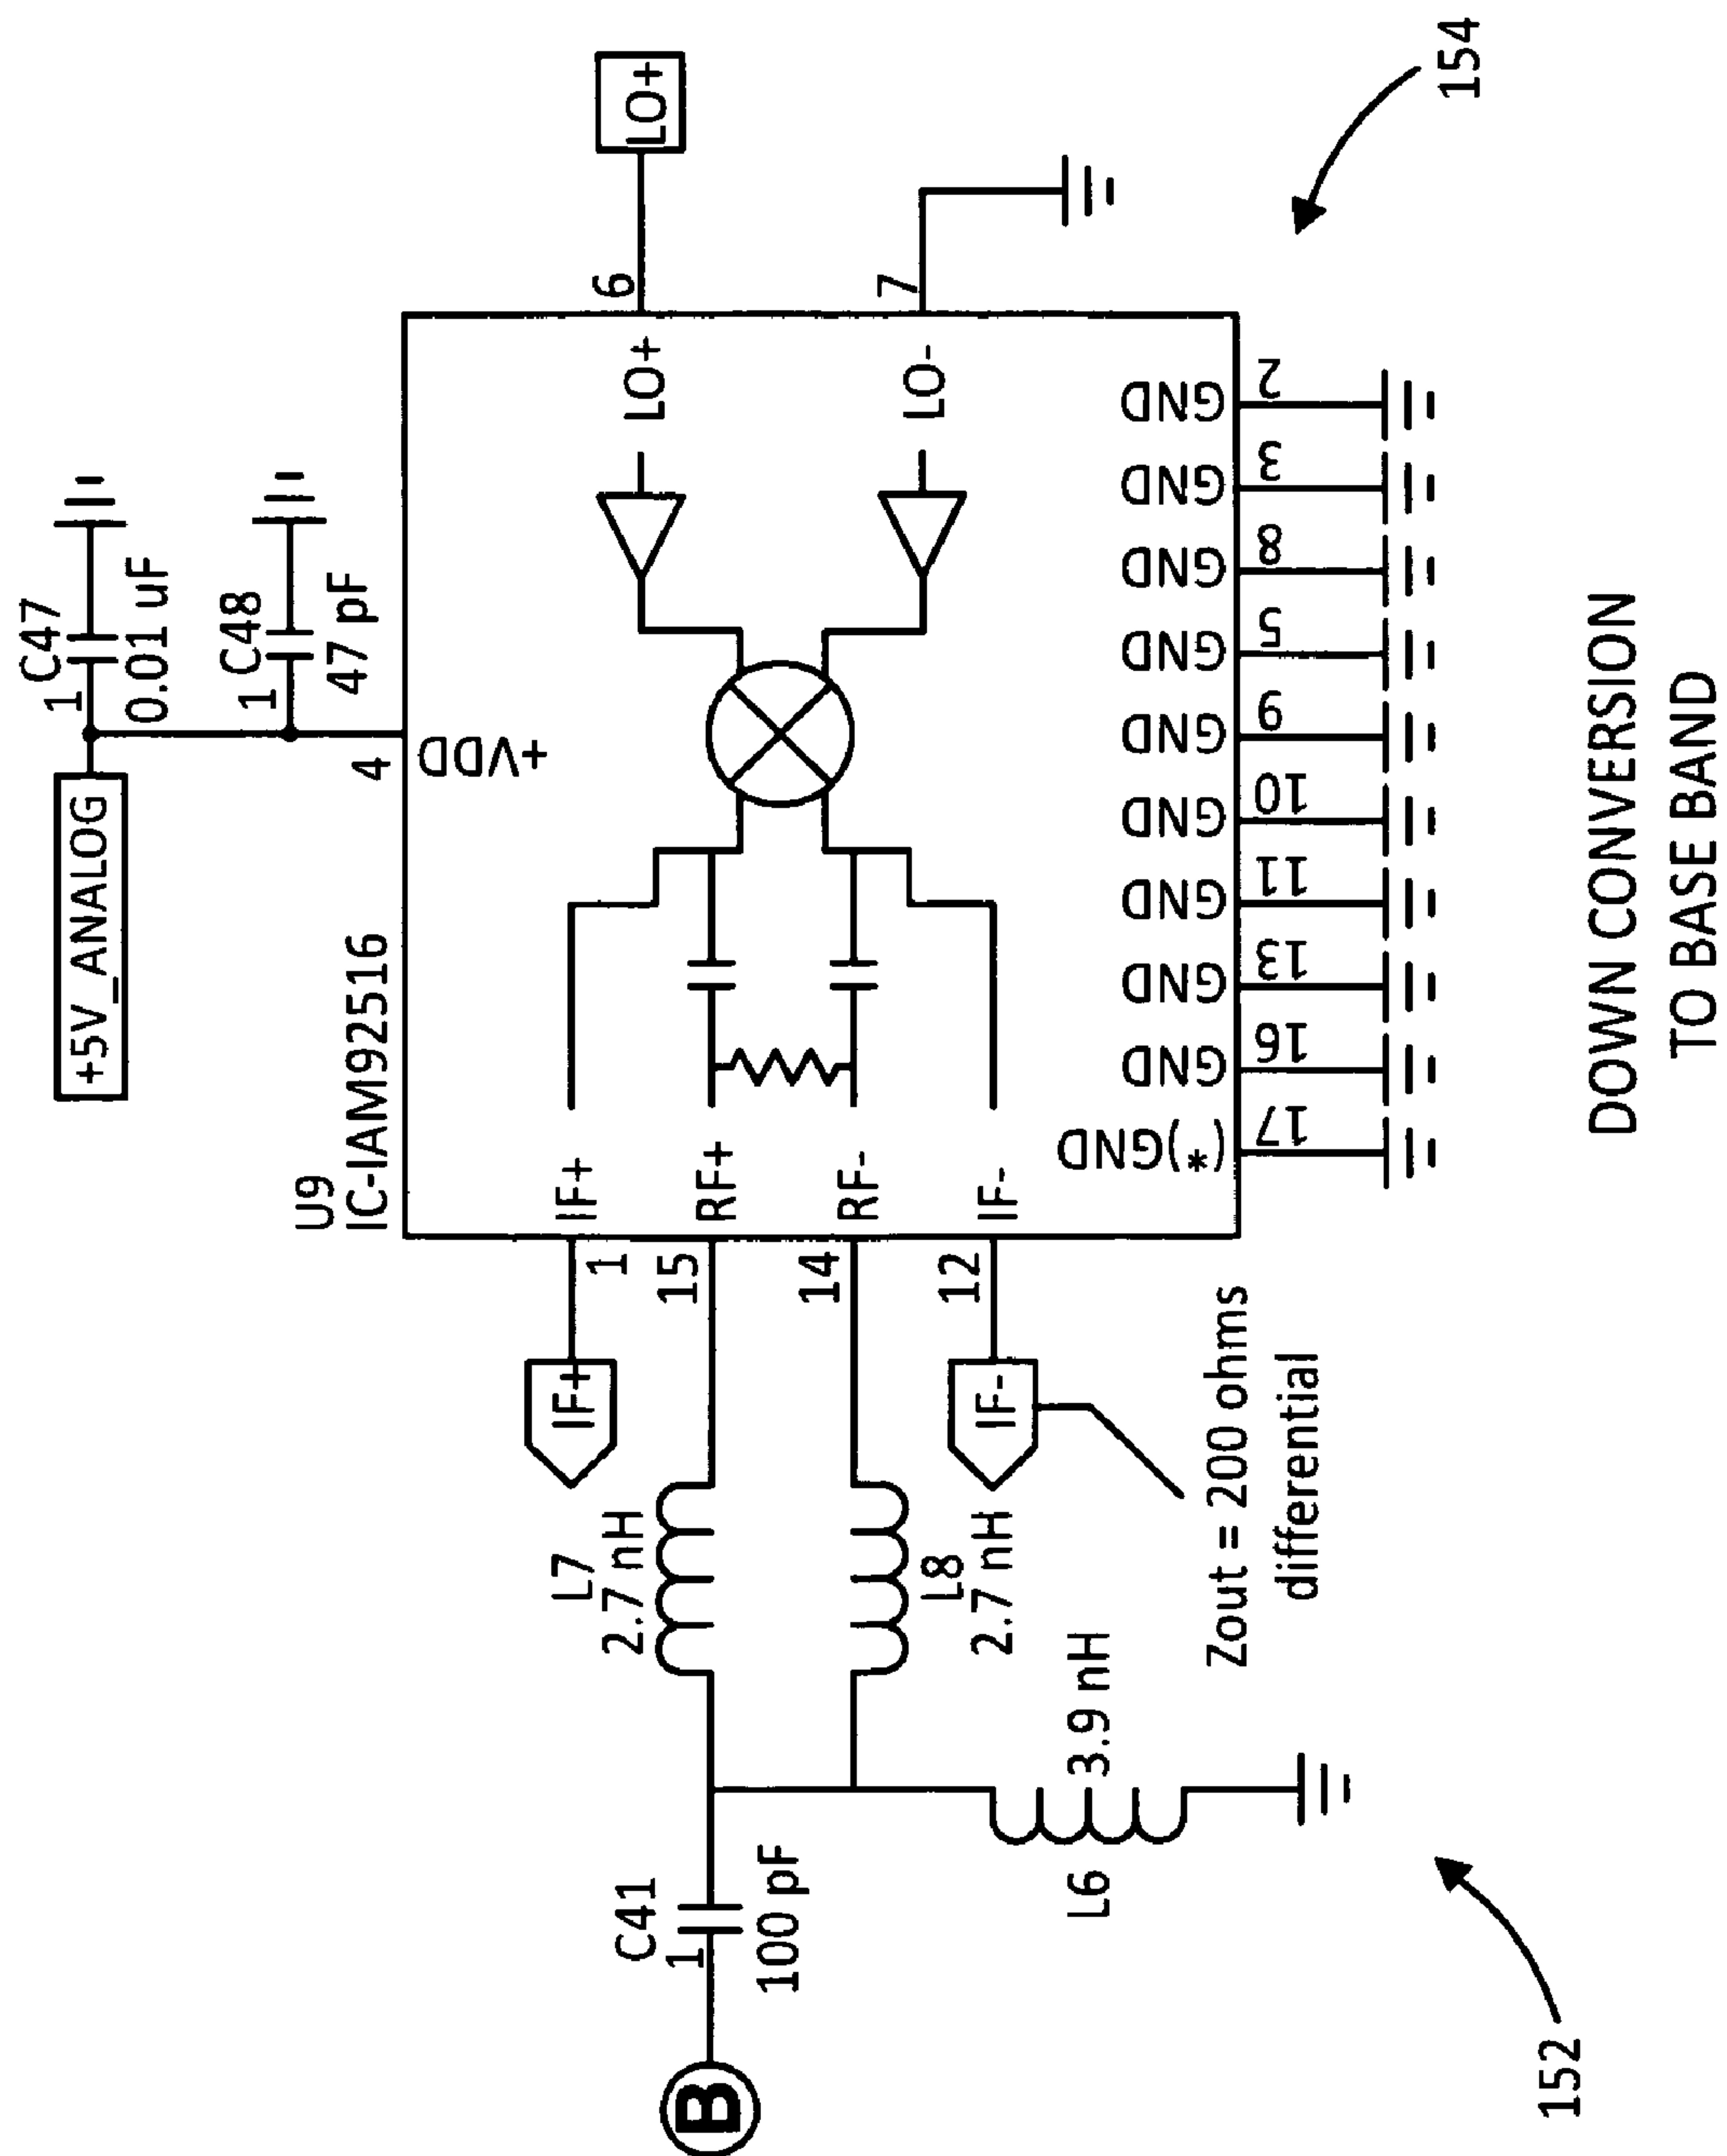 +5V_ANALOG
C47
1
0.01 uF
C48
1
47 pF
U9
IC-IAM92516
4
+VDD
IF+
1
IF+
RF+
15
RF-
14
IF-
12
IF-
LO+
6
LO+
LO-
7
B
C41
1
100 pF
L7
2.7 nH
L8
2.7 nH
L6
3.9 nH
Zout = 200 ohms
differential
(*)GND
17
GND
16
GND
13
GND
11
GND
10
GND
9
GND
5
GND
8
GND
3
GND
2
152
154
DOWN CONVERSION
TO BASE BAND